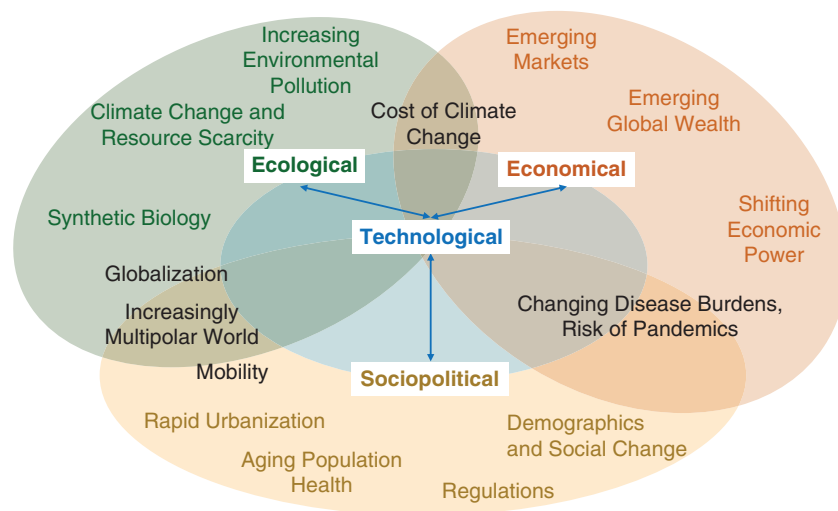 Increasing
Environmental
Pollution
Emerging
Markets
Climate Change and
Resource Scarcity
Cost of Climate
Change
Emerging
Global Wealth
Ecological
Economical
Synthetic Biology
Technological
Shifting
Economic
Power
Globalization
Increasingly
Multipolar World
Changing Disease Burdens,
Risk of Pandemics
Mobility
Sociopolitical
Rapid Urbanization
Demographics
and Social Change
Aging Population
Health
Regulations